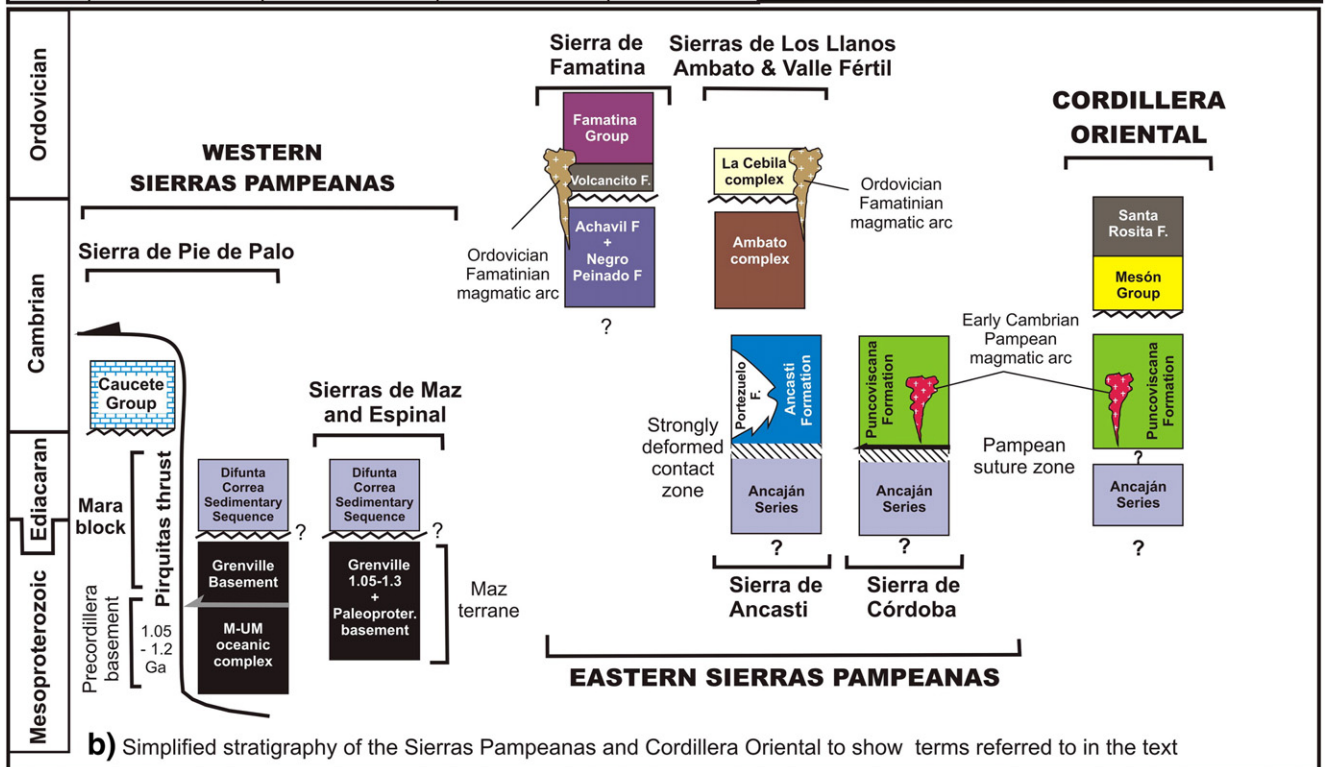 Ordovician
Cambrian
Ediacaran
Mesoproterozoic
WESTERN
SIERRAS PAMPEANAS
Sierra de Pie de Palo
Caucete
Group
Mara
block
Pirquitas thrust
Precordillera
basement
1.05
- 1.2
Ga
Difunta
Correa
Sedimentary
Sequence
?
Grenville
Basement
M-UM
oceanic
complex
Sierras de Maz
and Espinal
Difunta
Correa
Sedimentary
Sequence
?
Grenville
1.05-1.3
+
Paleoproter.
basement
Maz
terrane
Sierra de
Famatina
Famatina
Group
Volcancito F.
Achavil F
+
Negro
Peinado F
?
Ordovician
Famatinian
magmatic arc
Sierras de Los Llanos
Ambato & Valle Fértil
La Cebila
complex
Ambato
complex
Ordovician
Famatinian
magmatic arc
Portezuelo
F.
Ancasti
Formation
Strongly
deformed
contact
zone
Ancaján
Series
?
Sierra de
Ancasti
Puncoviscana
Formation
Ancaján
Series
?
Sierra de
Córdoba
EASTERN SIERRAS PAMPEANAS
Early Cambrian
Pampean
magmatic arc
Pampean
suture zone
CORDILLERA
ORIENTAL
Santa
Rosita F.
Mesón
Group
Puncoviscana
Formation
?
Ancaján
Series
?
b) Simplified stratigraphy of the Sierras Pampeanas and Cordillera Oriental to show terms referred to in the text